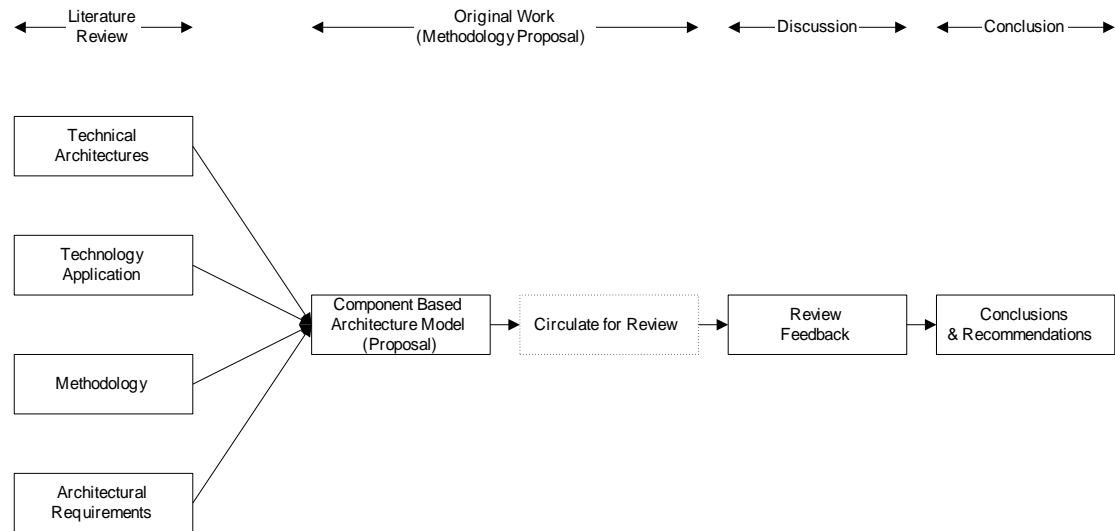 Literature
Review
Original Work
(Methodology Proposal)
Discussion
Conclusion
Technical
Architectures
Technology
Application
Methodology
Architectural
Requirements
Component Based
Architecture Model
(Proposal)
Circulate for Review
Review
Feedback
Conclusions
& Recommendations